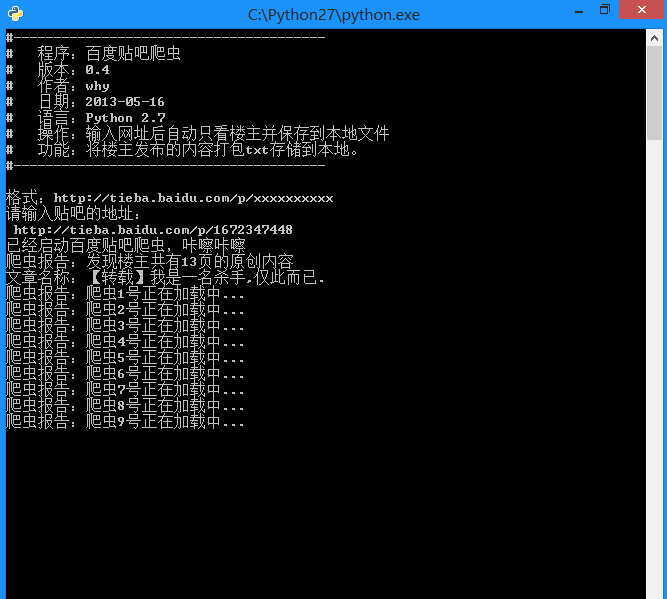 C:\Python27\python.exe
#---------------------------------------
#   程序：百度贴吧爬虫
#   版本：0.4
#   作者：why
#   日期：2013-05-16
#   语言：Python 2.7
#   操作：输入网址后自动只看楼主并保存到本地文件
#   功能：将楼主发布的内容打包txt存储到本地。
#---------------------------------------
格式：http://tieba.baidu.com/p/xxxxxxxxxx
请输入贴吧的地址：
http://tieba.baidu.com/p/1672347448
已经启动百度贴吧爬虫，咔嚓咔嚓
爬虫报告：发现楼主共有13页的原创内容
文章名称：【转载】我是一名杀手,仅此而已.
爬虫报告：爬虫1号正在加载中...
爬虫报告：爬虫2号正在加载中...
爬虫报告：爬虫3号正在加载中...
爬虫报告：爬虫4号正在加载中...
爬虫报告：爬虫5号正在加载中...
爬虫报告：爬虫6号正在加载中...
爬虫报告：爬虫7号正在加载中...
爬虫报告：爬虫8号正在加载中...
爬虫报告：爬虫9号正在加载中...